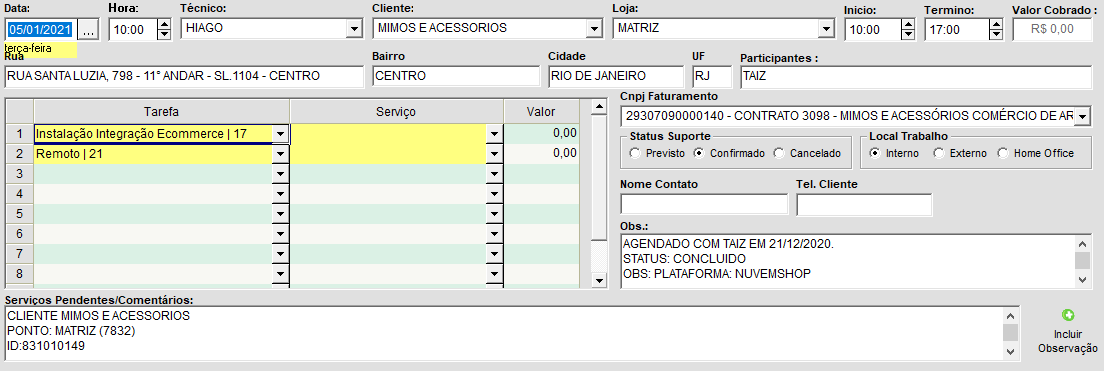 Data: Hora: Técnico: Cliente: Loja: Inicio: Termino: Valor Cobrado :
05/01/2021 ... 10:00 HIAGO MIMOS E ACESSORIOS MATRIZ 10:00 17:00 R$ 0,00
terça-feira
Rua Bairro Cidade UF Participantes :
RUA SANTA LUZIA, 798 - 11° ANDAR - SL.1104 - CENTRO CENTRO RIO DE JANEIRO RJ TAIZ
Tarefa Serviço Valor
1 Instalação Integração Ecommerce | 17 0,00
2 Remoto | 21 0,00
3
4
5
6
7
8
Cnpj Faturamento
29307090000140 - CONTRATO 3098 - MIMOS E ACESSÓRIOS COMÉRCIO DE AR
Status Suporte Local Trabalho
Previsto Confirmado Cancelado Interno Externo Home Office
Nome Contato Tel. Cliente
Obs.:
AGENDADO COM TAIZ EM 21/12/2020.
STATUS: CONCLUIDO
OBS: PLATAFORMA: NUVEMSHOP
Serviços Pendentes/Comentários:
CLIENTE MIMOS E ACESSORIOS
PONTO: MATRIZ (7832)
ID:831010149
Incluir
Observação